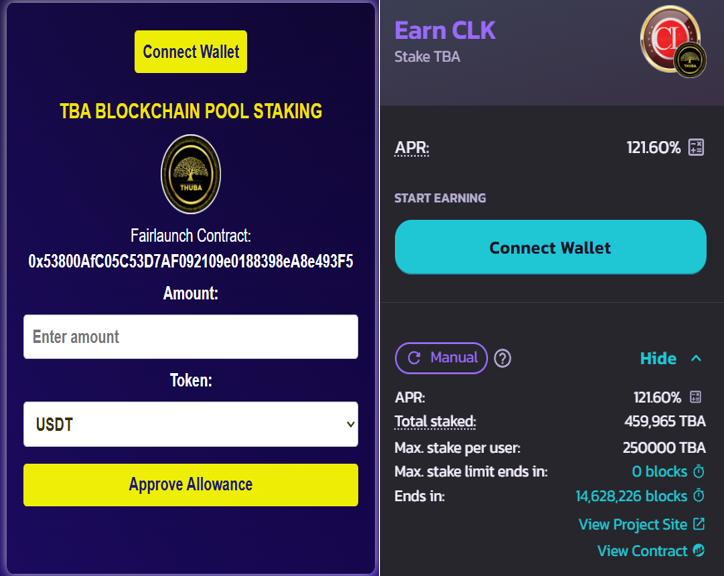 Connect Wallet
TBA BLOCKCHAIN POOL STAKING
THUBA
Fairlaunch Contract:
0x53800AfC05C53D7AF092109e0188398eA8e493F5
Amount:
Enter amount
Token:
USDT
Approve Allowance
Earn CLK
Stake TBA
CL
THUBA
APR:
121.60%
START EARNING
Connect Wallet
Manual
Hide
APR:
121.60%
Total staked:
459,965 TBA
Max. stake per user:
250000 TBA
Max. stake limit ends in:
0 blocks
Ends in:
14,628,226 blocks
View Project Site
View Contract